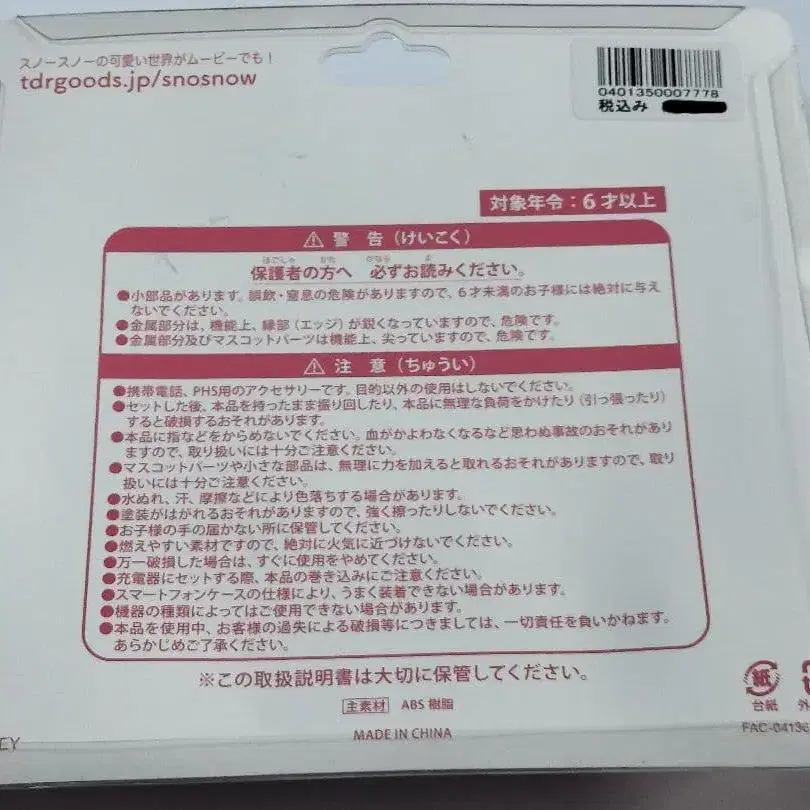 スノースノーの可愛い世界がムービーでも！
tdrgoods.jp/snosnow
0401350007778
税込み
対象年令：6才以上
⚠ 警 告（けいこく）
ほごしゃ かた かなら よ
保護者の方へ 必ずお読みください。
●小部品があります。誤飲・窒息の危険がありますので、6才未満のお子様には絶対に与え
ないでください。
●金属部分は、機能上、縁部（エッジ）が鋭くなっていますので、危険です。
●金属部分及びマスコットパーツは機能上、尖っていますので、危険です。
⚠ 注 意（ちゅうい）
●携帯電話、PHS用のアクセサリーです。目的以外の使用はしないでください。
●セットした後、本品を持ったまま振り回したり、本品に無理な負荷をかけたり（引っ張ったり）
すると破損するおそれがあります。
●本品に指などをからめないでください。血がかよわなくなるなど思わぬ事故のおそれがあり
ますので、取り扱いには十分ご注意ください。
●マスコットパーツや小さな部品は、無理に力を加えると取れるおそれがありますので、取り
扱いには十分ご注意ください。
●水ぬれ、汗、摩擦などにより色落ちする場合があります。
●塗装がはがれるおそれがありますので、強く擦ったりしないでください。
●お子様の手の届かない所に保管してください。
●燃えやすい素材ですので、絶対に火気に近づけないでください。
●万一破損した場合は、すぐに使用をやめてください。
●充電器にセットする際、本品の巻き込みにご注意ください。
●スマートフォンケースの仕様により、うまく装着できない場合があります。
●機器の種類によってはご使用できない場合があります。
●本品を使用中、お客様の過失による破損等につきましては、一切責任を負いかねます。
あらかじめご了承ください。
※この取扱説明書は大切に保管してください。
主素材 ABS 樹脂
MADE IN CHINA
紙
台紙
外
FAC-04136
EY